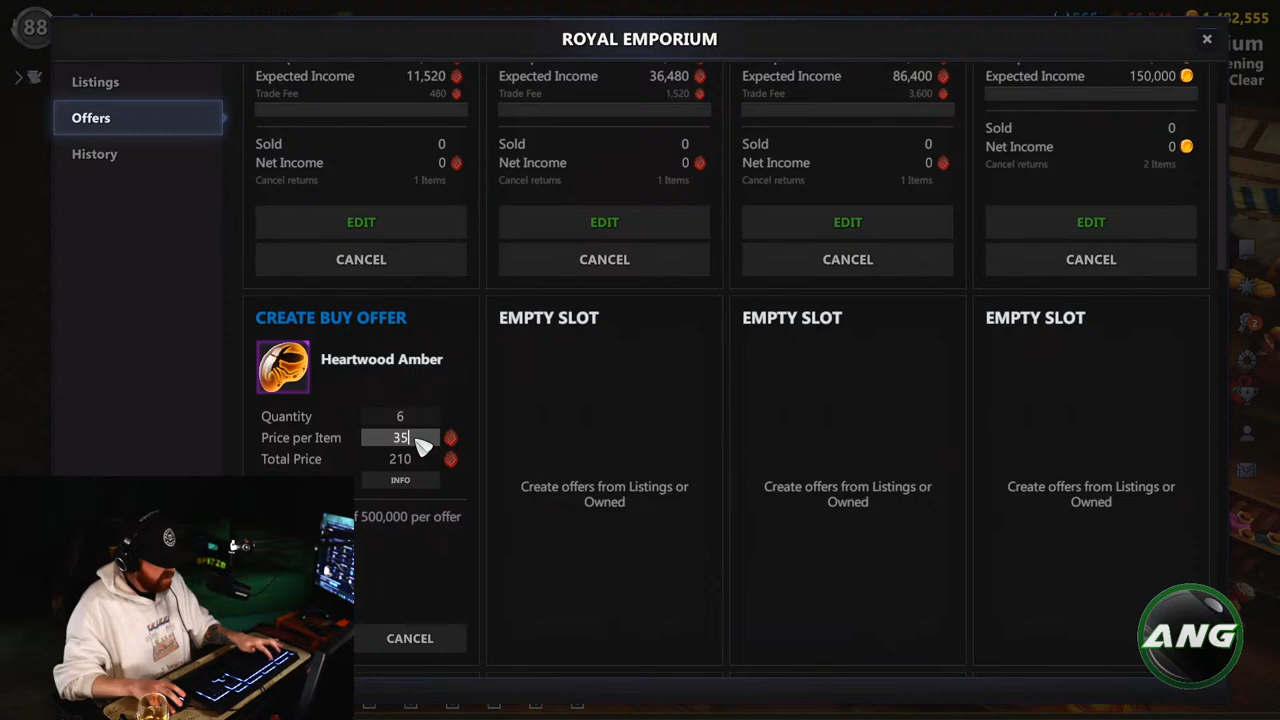 88
1,482,555
ROYAL EMPORIUM
Listings
Offers
History
Expected Income 11,520
Trade Fee 480
Sold 0
Net Income 0
Cancel returns 1 Items
EDIT
CANCEL
Expected Income 36,480
Trade Fee 1,520
Sold 0
Net Income 0
Cancel returns 1 Items
EDIT
CANCEL
Expected Income 86,400
Trade Fee 3,600
Sold 0
Net Income 0
Cancel returns 1 Items
EDIT
CANCEL
Expected Income 150,000
Sold 0
Net Income 0
Cancel returns 2 Items
EDIT
CANCEL
Clear
CREATE BUY OFFER
Heartwood Amber
Quantity 6
Price per Item 35
Total Price 210
INFO
f 500,000 per offer
CANCEL
EMPTY SLOT
Create offers from Listings or
Owned
EMPTY SLOT
Create offers from Listings or
Owned
EMPTY SLOT
Create offers from Listings or
Owned
2
ANG